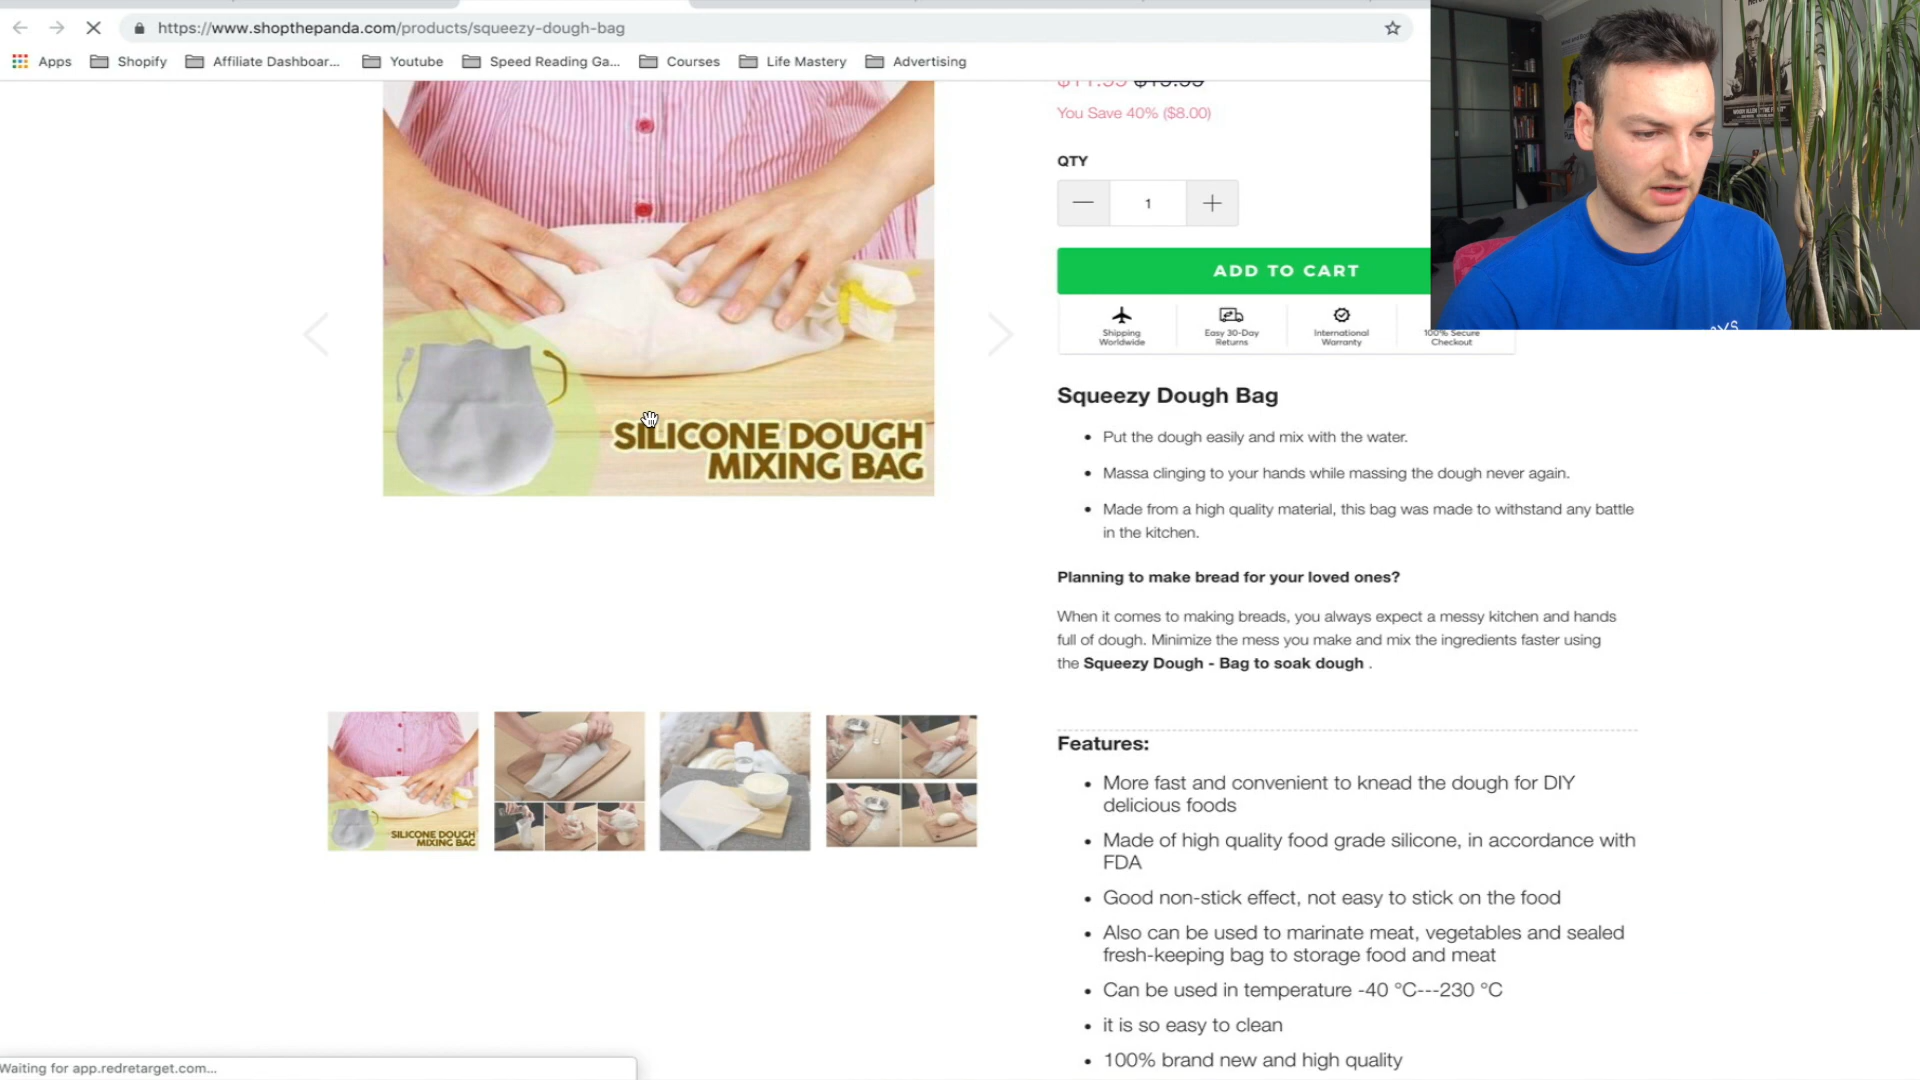 https://www.shopthepanda.com/products/squeezy-dough-bag
Apps Shopify Affiliate Dashboar... Youtube Speed Reading Ga... Courses Life Mastery Advertising
You Save 40% ($8.00)
QTY
1
ADD TO CART
Shipping
Worldwide
Easy 30-Day
Returns
International
Warranty
100% Secure
Checkout
SILICONE DOUGH
MIXING BAG
Squeezy Dough Bag
Put the dough easily and mix with the water.
Massa clinging to your hands while massing the dough never again.
Made from a high quality material, this bag was made to withstand any battle
in the kitchen.
Planning to make bread for your loved ones?
When it comes to making breads, you always expect a messy kitchen and hands
full of dough. Minimize the mess you make and mix the ingredients faster using
the Squeezy Dough - Bag to soak dough .
SILICONE DOUGH
MIXING BAG
Features:
More fast and convenient to knead the dough for DIY
delicious foods
Made of high quality food grade silicone, in accordance with
FDA
Good non-stick effect, not easy to stick on the food
Also can be used to marinate meat, vegetables and sealed
fresh-keeping bag to storage food and meat
Can be used in temperature -40 °C---230 °C
it is so easy to clean
100% brand new and high quality
Waiting for app.redretarget.com...